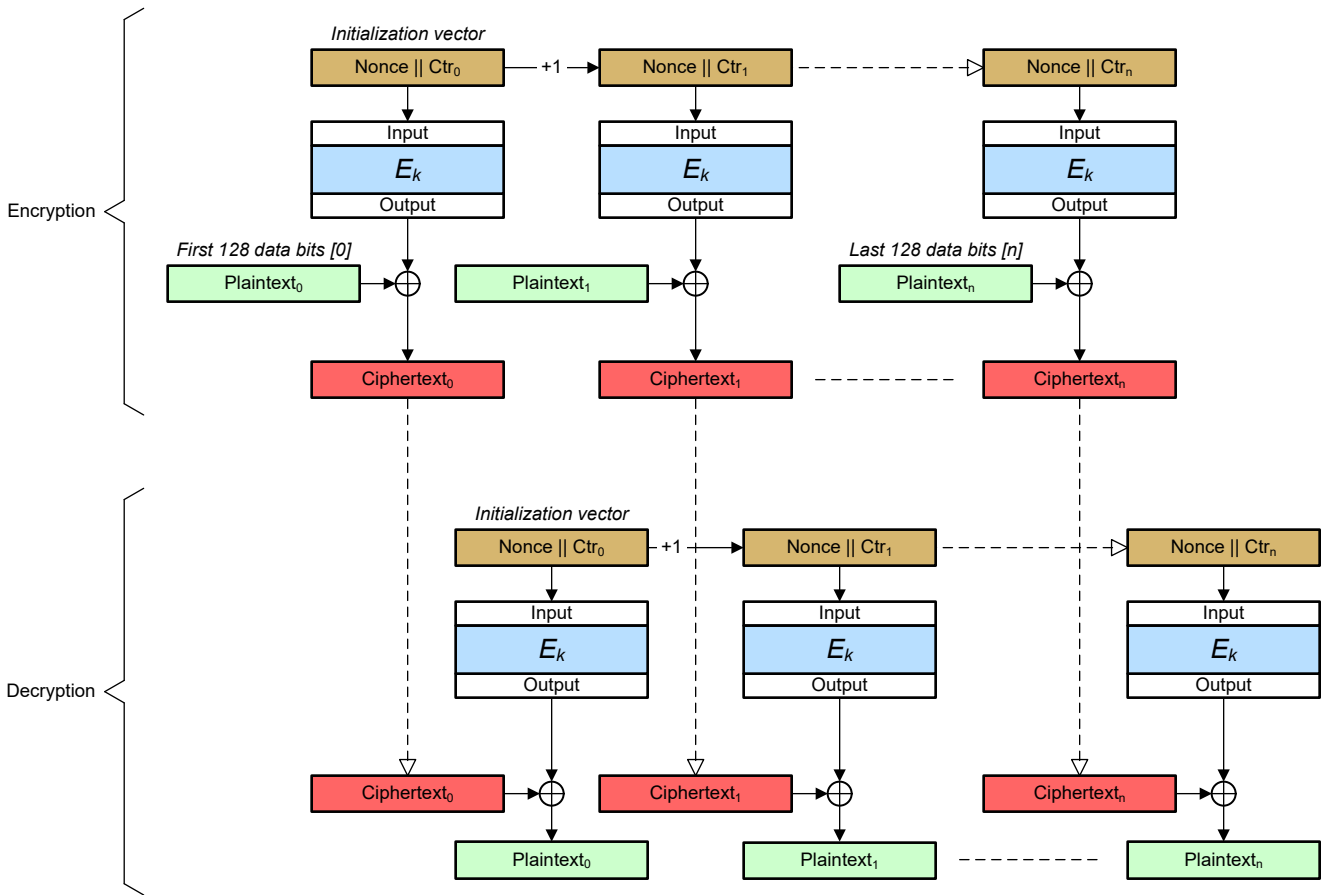 Initialization vector
Nonce || Ctr₀
+1
Nonce || Ctr₁
Nonce || Ctrₙ
Input
Input
Input
Eₖ
Eₖ
Eₖ
Output
Output
Output
Encryption
First 128 data bits [0]
Last 128 data bits [n]
Plaintext₀
Plaintext₁
Plaintextₙ
Ciphertext₀
Ciphertext₁
Ciphertextₙ
Initialization vector
Nonce || Ctr₀
+1
Nonce || Ctr₁
Nonce || Ctrₙ
Input
Input
Input
Eₖ
Eₖ
Eₖ
Output
Output
Output
Decryption
Ciphertext₀
Ciphertext₁
Ciphertextₙ
Plaintext₀
Plaintext₁
Plaintextₙ